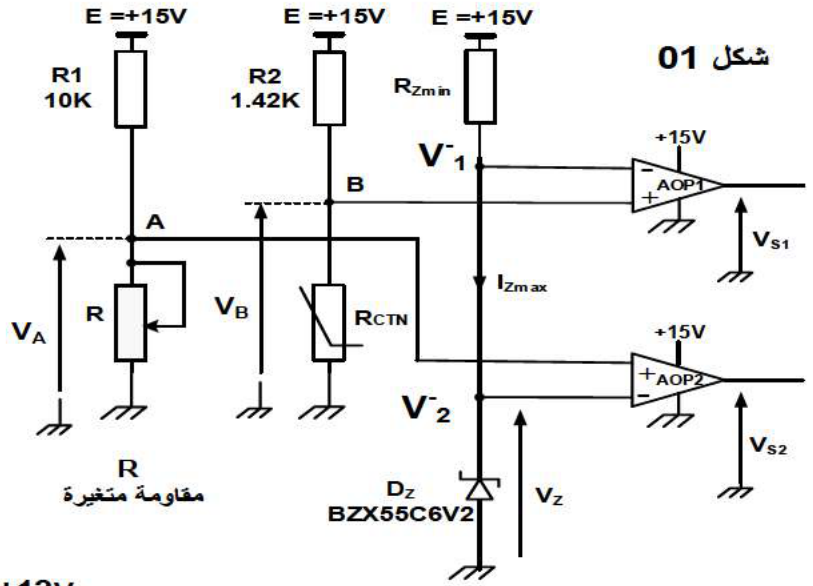 E =+15V
E =+15V
E =+15V
شكل 01
R1
10K
R2
1.42K
RZmin
+15V
V-1
AOP1
B
A
VS1
IZmax
R
VA
VB
RCTN
+15V
AOP2
V-2
VS2
R
مقاومة متغيرة
DZ
BZX55C6V2
VZ